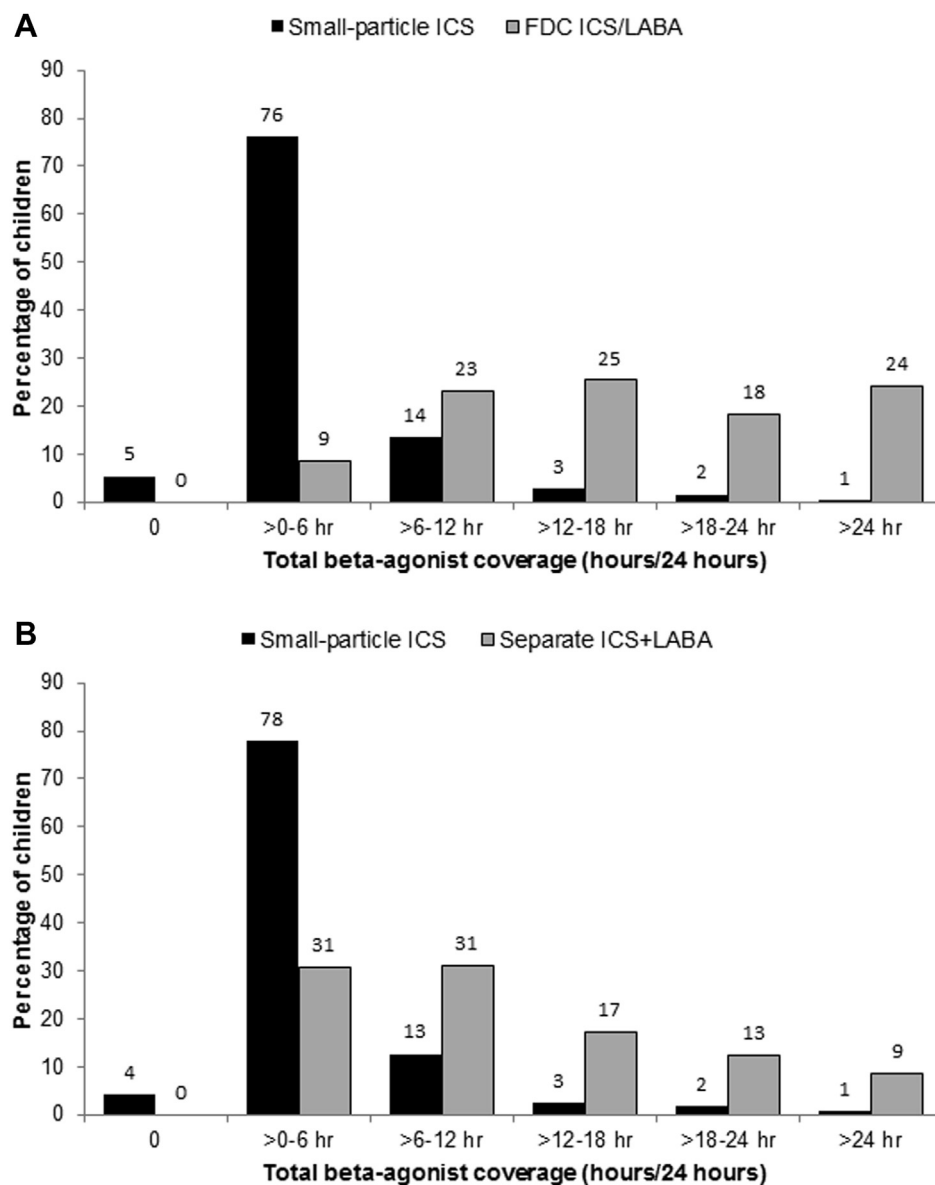 A
Small-particle ICS FDC ICS/LABA
Percentage of children
90
80
70
60
50
40
30
20
10
0
5 0 76 9 14 23 3 25 2 18 1 24
0 >0-6 hr >6-12 hr >12-18 hr >18-24 hr >24 hr
Total beta-agonist coverage (hours/24 hours)
B
Small-particle ICS Separate ICS+LABA
Percentage of children
90
80
70
60
50
40
30
20
10
0
4 0 78 31 13 31 3 17 2 13 1 9
0 >0-6 hr >6-12 hr >12-18 hr >18-24 hr >24 hr
Total beta-agonist coverage (hours/24 hours)